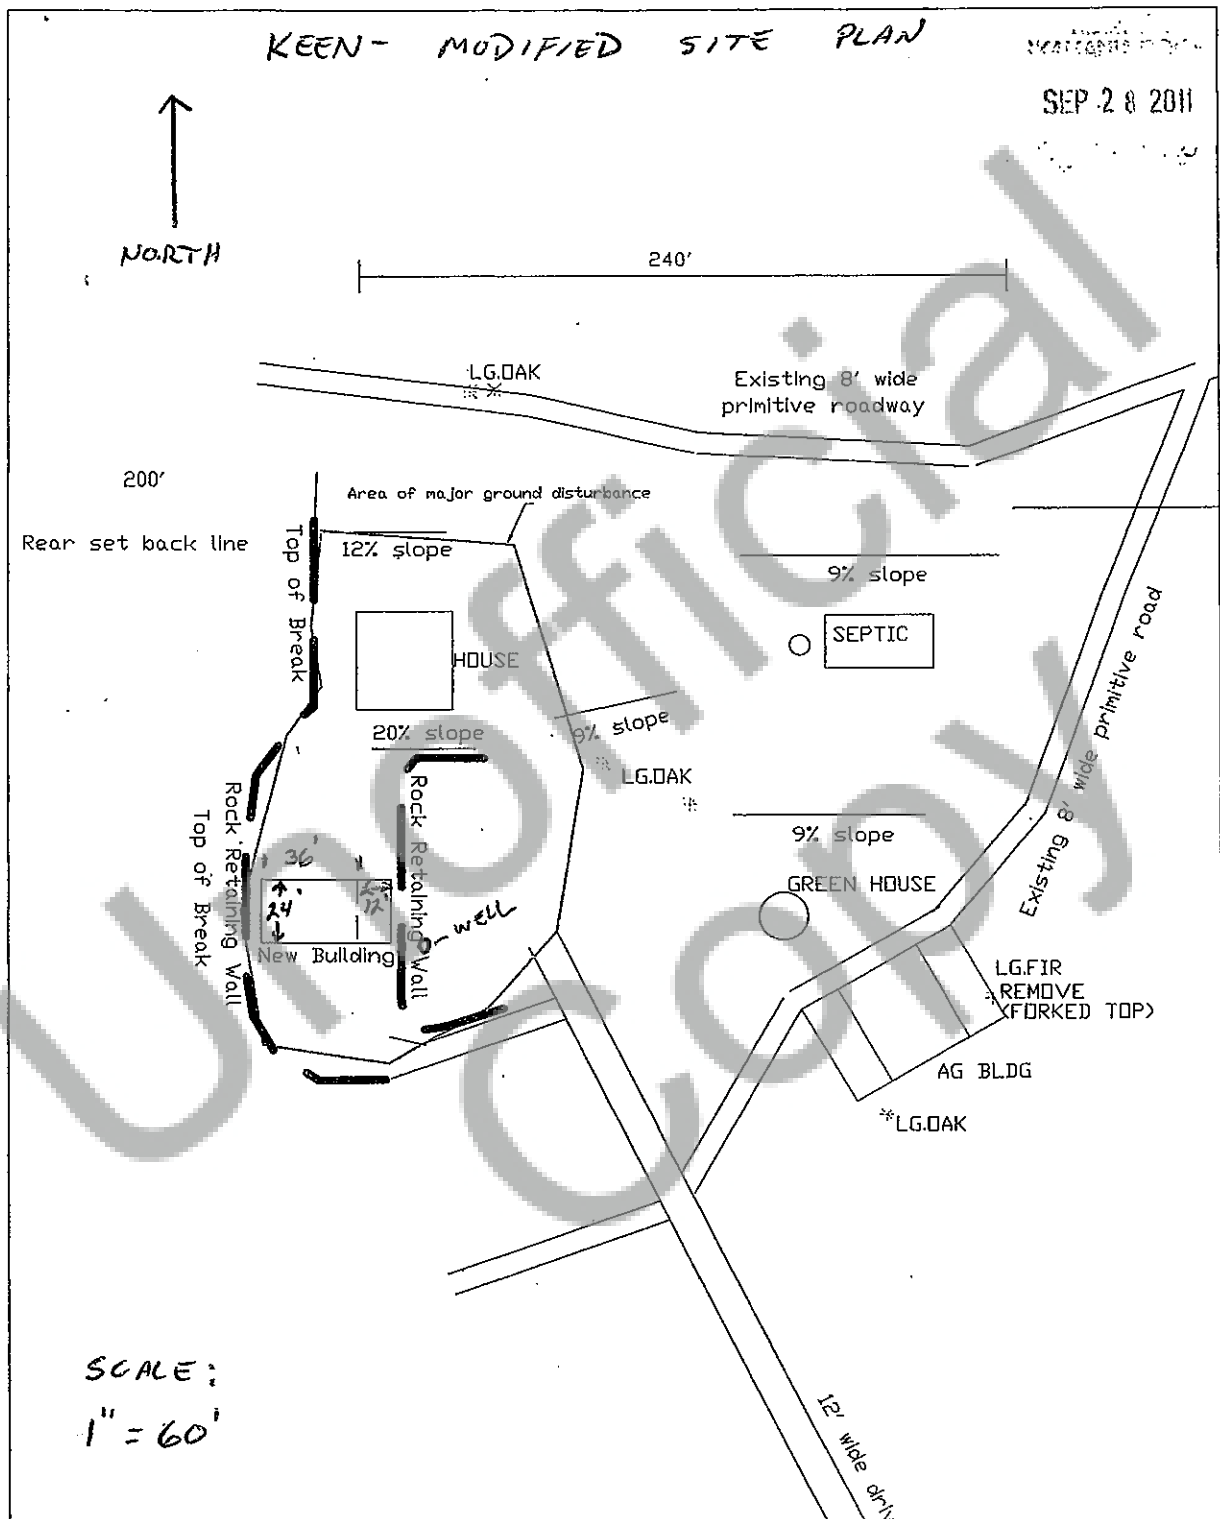 KEEN- MODIFIED SITE PLAN
SEP 28 2011
NORTH
240'
LG.OAK
Existing 8' wide
primitive roadway
200'
Area of major ground disturbance
Rear set back line
Top of Break
12% slope
9% slope
SEPTIC
HOUSE
Existing 8' wide primitive road
20% slope
9% slope
LG.OAK
Rock Retaining Wall
Top of Break
Rock Retaining Wall
9% slope
36'
24'
12'
GREEN HOUSE
WELL
New Building
LG.FIR
REMOVE
(FORKED TOP)
AG BLDG
LG.OAK
SCALE:
1" = 60'
12' wide
Unofficial
Copy